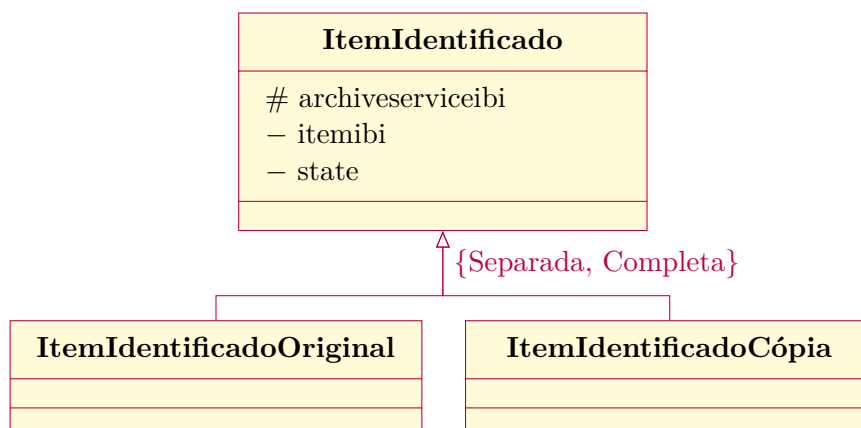 ItemIdentificado
# archiveserviceibi
− itemibi
− state
{Separada, Completa}
ItemIdentificadoOriginal
ItemIdentificadoCópia